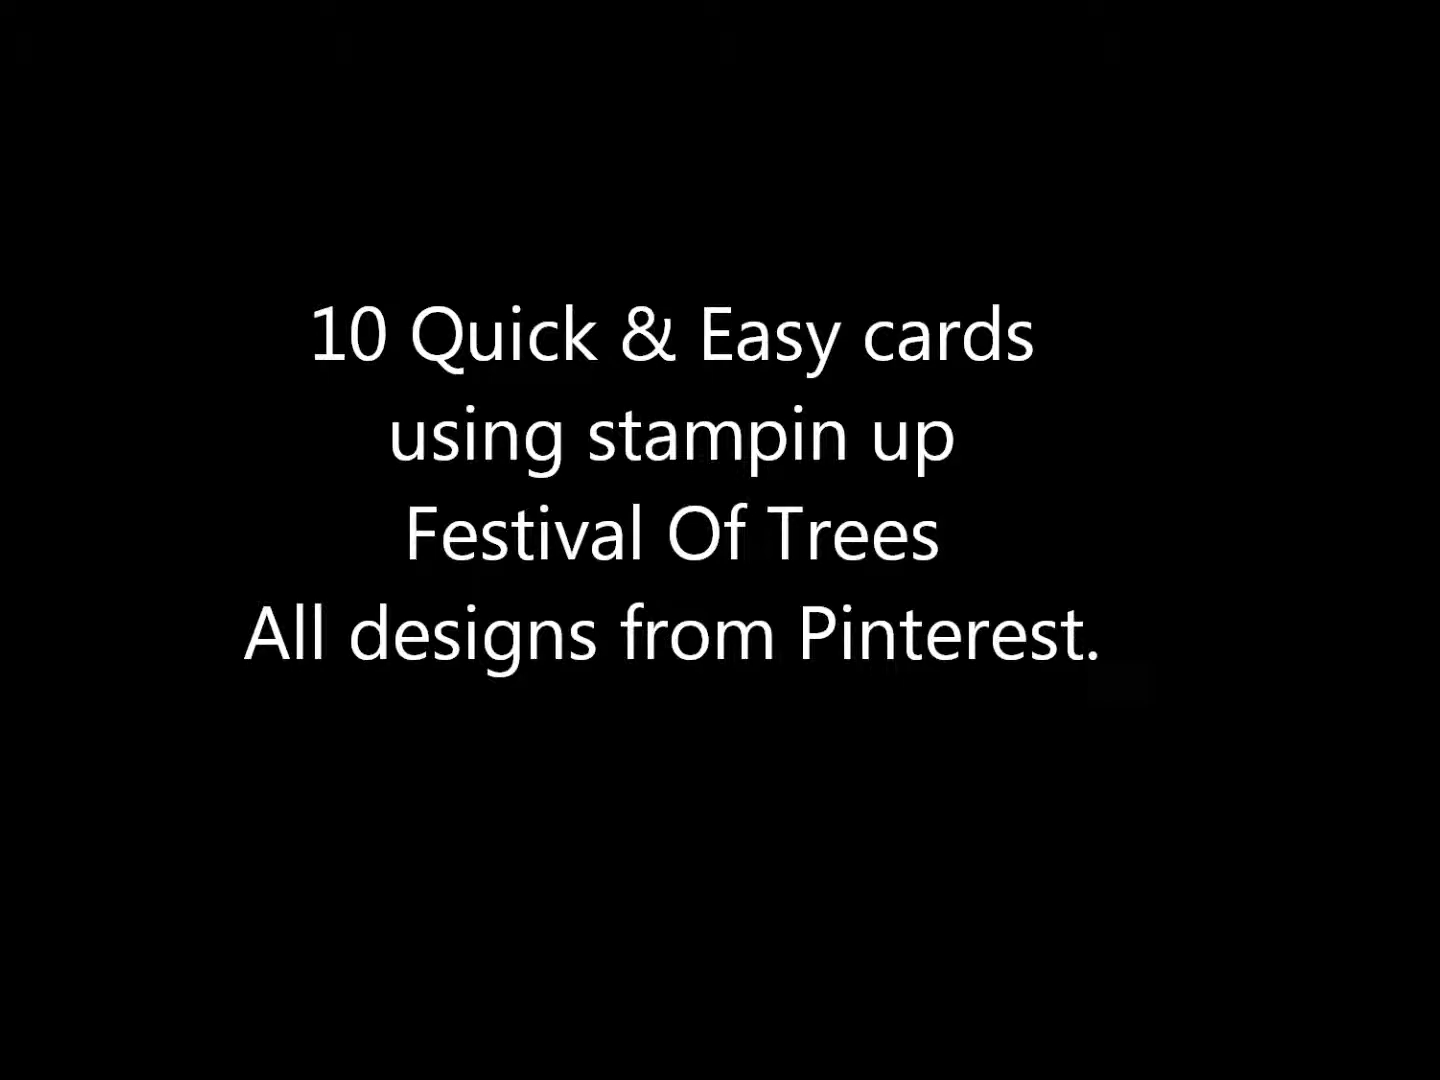 10 Quick & Easy cards
using stampin up
Festival Of Trees
All designs from Pinterest.